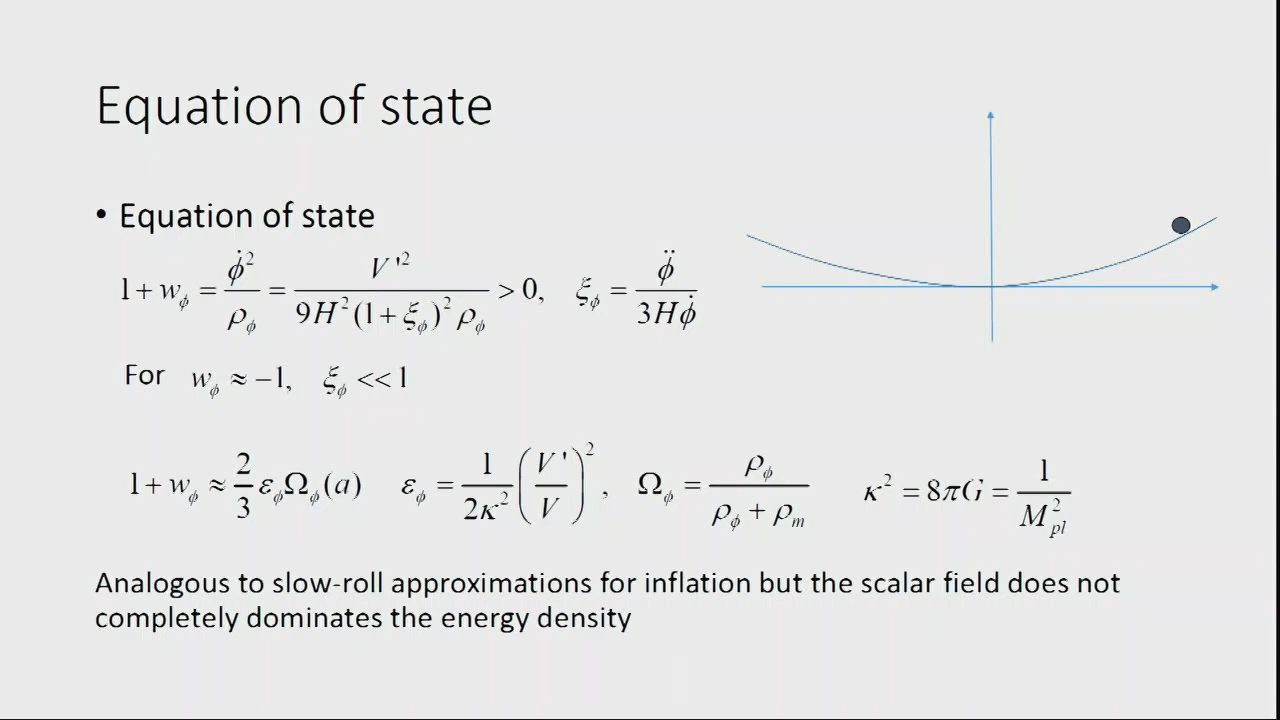 Equation of state
• Equation of state
1 + w_ϕ = ϕ̇² / ρ_ϕ = V'² / 9H²(1 + ξ_ϕ)² ρ_ϕ > 0, ξ_ϕ = ϕ̈ / 3Hϕ̇
For w_ϕ ≈ −1, ξ_ϕ << 1
1 + w_ϕ ≈ 2/3 ε_ϕ Ω_ϕ(a) ε_ϕ = 1/2κ² (V'/V)², Ω_ϕ = ρ_ϕ / ρ_ϕ + ρ_m κ² = 8πG = 1/M²_pl
Analogous to slow-roll approximations for inflation but the scalar field does not
completely dominates the energy density